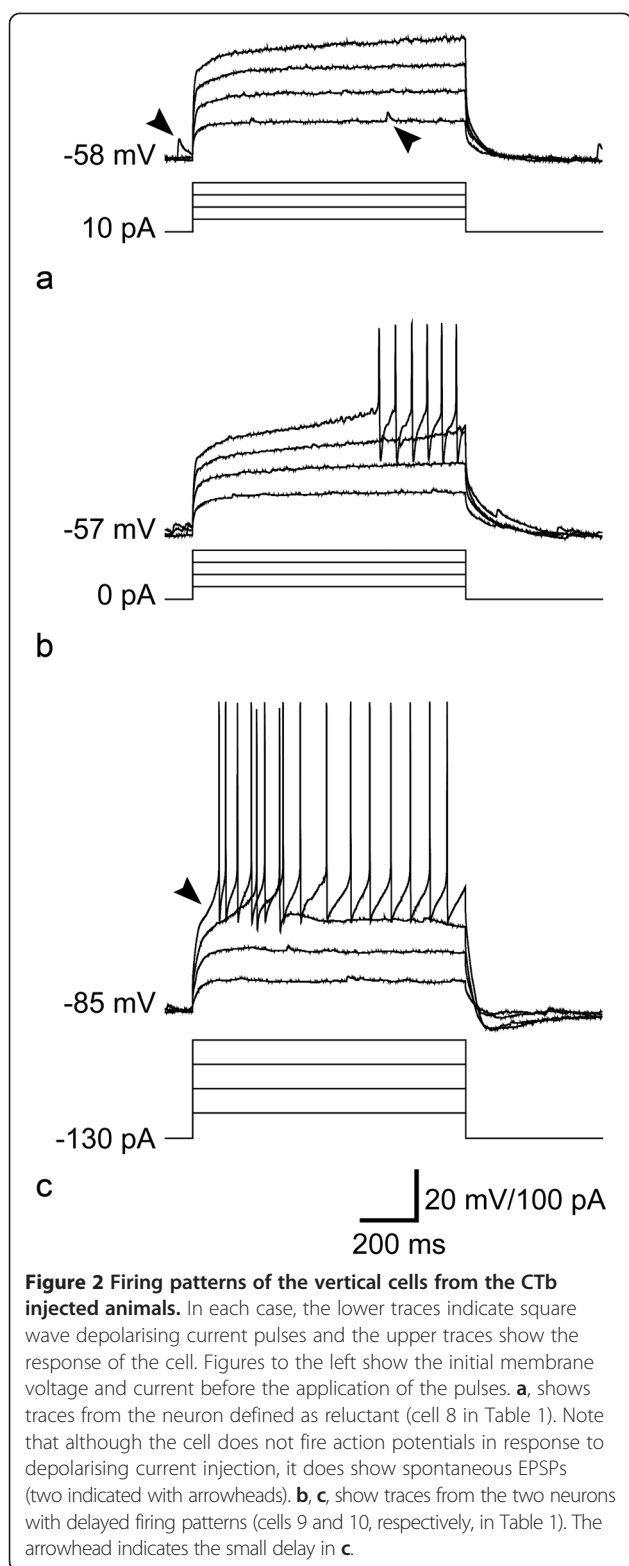 -58 mV
10 pA
a
-57 mV
0 pA
b
-85 mV
-130 pA
c
20 mV/100 pA
200 ms
Figure 2 Firing patterns of the vertical cells from the CTb
injected animals. In each case, the lower traces indicate square
wave depolarising current pulses and the upper traces show the
response of the cell. Figures to the left show the initial membrane
voltage and current before the application of the pulses. a, shows
traces from the neuron defined as reluctant (cell 8 in Table 1). Note
that although the cell does not fire action potentials in response to
depolarising current injection, it does show spontaneous EPSPs
(two indicated with arrowheads). b, c, show traces from the two neurons
with delayed firing patterns (cells 9 and 10, respectively, in Table 1). The
arrowhead indicates the small delay in c.